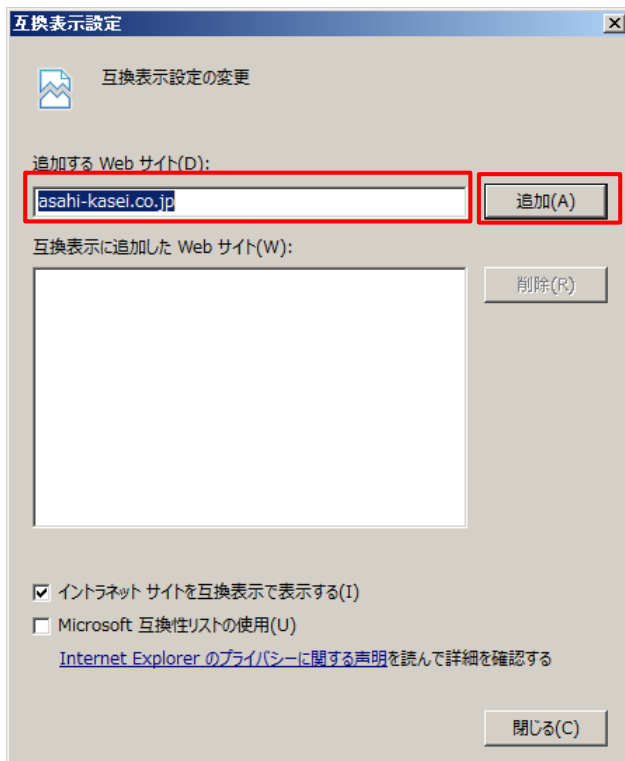 互換表示設定
互換表示設定の変更
追加する Web サイト(D):
asahi-kasei.co.jp
追加(A)
互換表示に追加した Web サイト(W):
削除(R)
イントラネット サイトを互換表示で表示する(I)
Microsoft 互換性リストの使用(U)
Internet Explorer のプライバシーに関する声明を読んで詳細を確認する
閉じる(C)